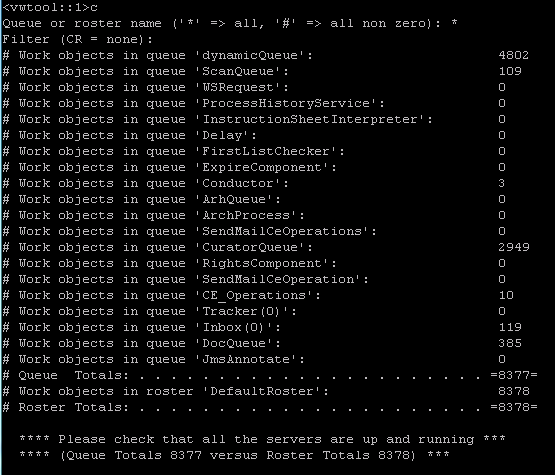 <vwtool::1>c
Queue or roster name ('*' => all, '#' => all non zero): *
Filter (CR = none):
# Work objects in queue 'dynamicQueue': 4802
# Work objects in queue 'ScanQueue': 109
# Work objects in queue 'WSRequest': 0
# Work objects in queue 'ProcessHistoryService': 0
# Work objects in queue 'InstructionSheetInterpreter': 0
# Work objects in queue 'Delay': 0
# Work objects in queue 'FirstListChecker': 0
# Work objects in queue 'ExpireComponent': 0
# Work objects in queue 'Conductor': 3
# Work objects in queue 'ArhQueue': 0
# Work objects in queue 'ArchProcess': 0
# Work objects in queue 'SendMailCeOperations': 0
# Work objects in queue 'CuratorQueue': 2949
# Work objects in queue 'RightsComponent': 0
# Work objects in queue 'SendMailCeOperation': 0
# Work objects in queue 'CE_Operations': 10
# Work objects in queue 'Tracker(0)': 0
# Work objects in queue 'Inbox(0)': 119
# Work objects in queue 'DocQueue': 385
# Work objects in queue 'JmsAnnotate': 0
# Queue  Totals: . . . . . . . . . . . . . . . . . . . . . . =8377=
# Work objects in roster 'DefaultRoster': 8378
# Roster Totals: . . . . . . . . . . . . . . . . . . . . . . =8378=
**** Please check that all the servers are up and running ***
**** (Queue Totals 8377 versus Roster Totals 8378) ***